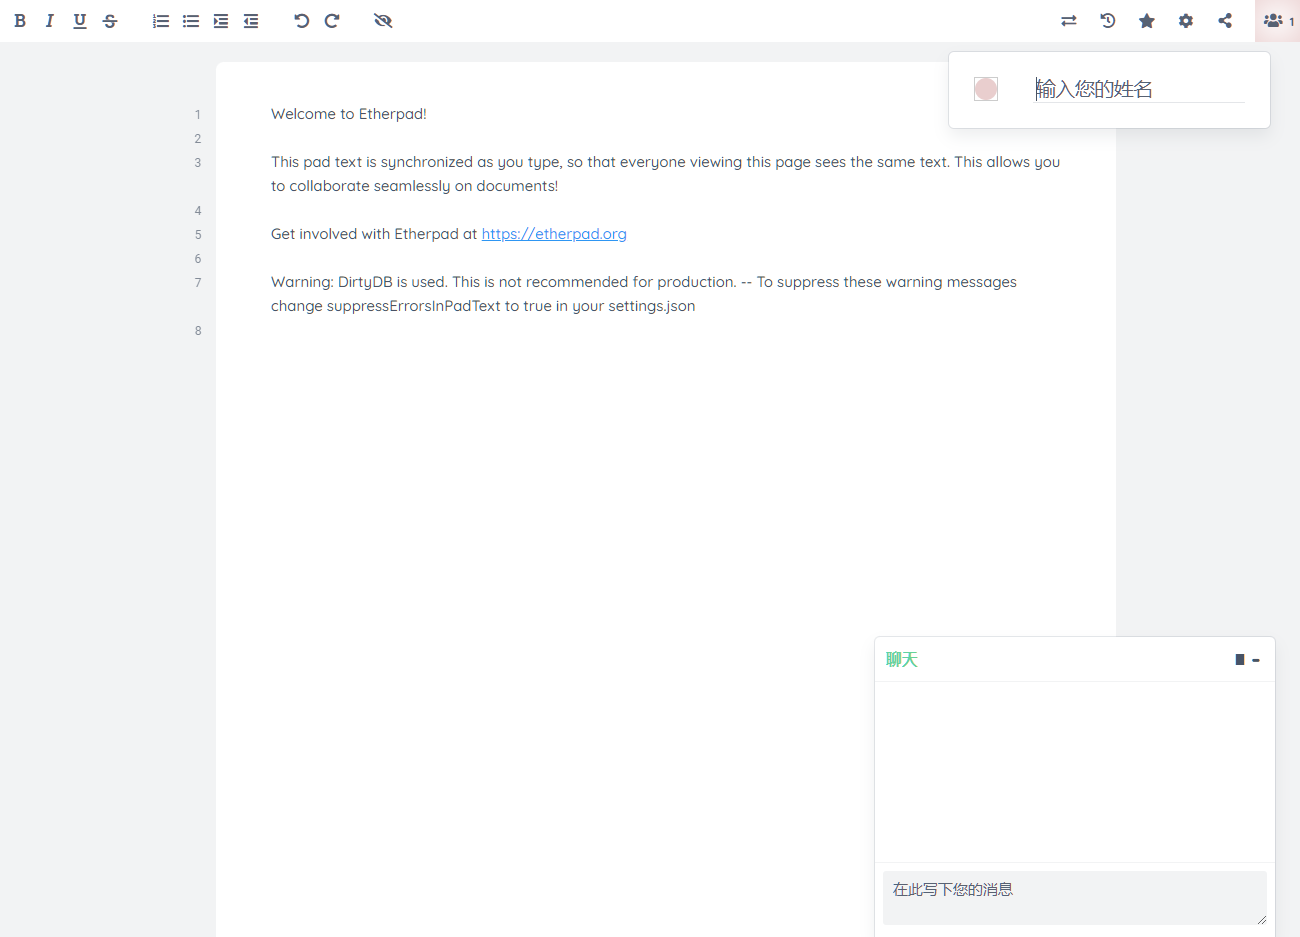 1
输入您的姓名
1 Welcome to Etherpad!
2
3 This pad text is synchronized as you type, so that everyone viewing this page sees the same text. This allows you
to collaborate seamlessly on documents!
4
5 Get involved with Etherpad at https://etherpad.org
6
7 Warning: DirtyDB is used. This is not recommended for production. -- To suppress these warning messages
change suppressErrorsInPadText to true in your settings.json
8
聊天
在此写下您的消息